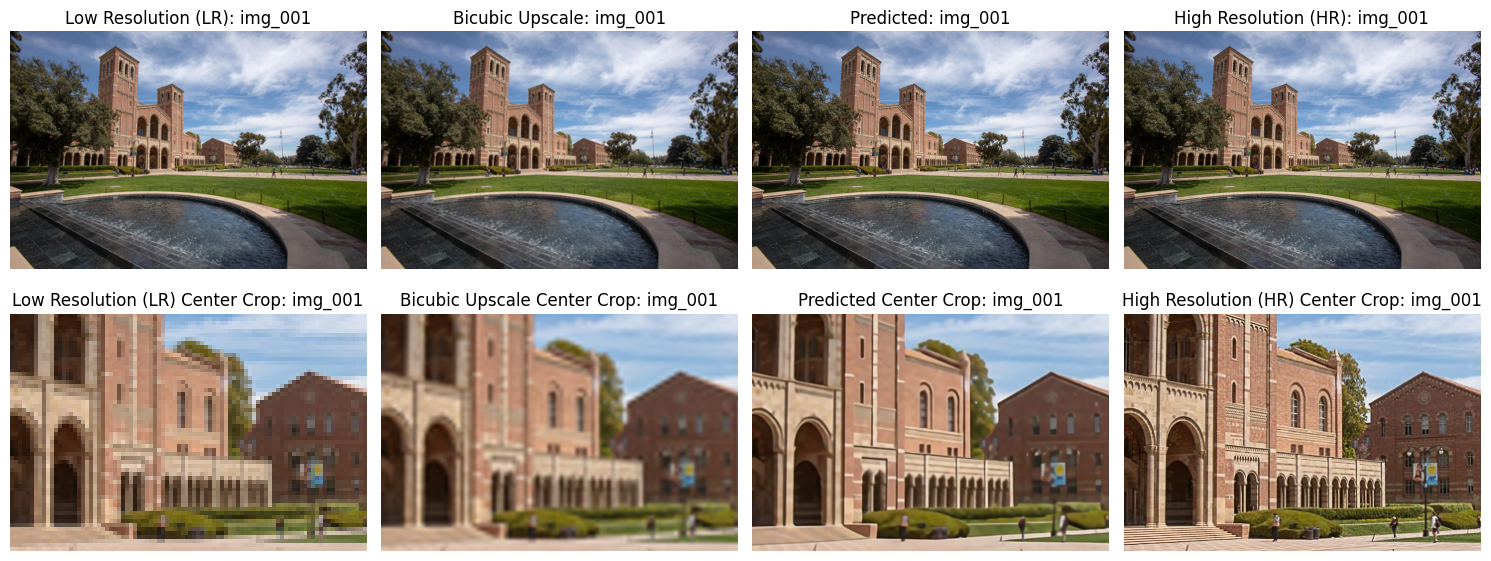 Low Resolution (LR): img_001
Bicubic Upscale: img_001
Predicted: img_001
High Resolution (HR): img_001
Low Resolution (LR) Center Crop: img_001
Bicubic Upscale Center Crop: img_001
Predicted Center Crop: img_001
High Resolution (HR) Center Crop: img_001